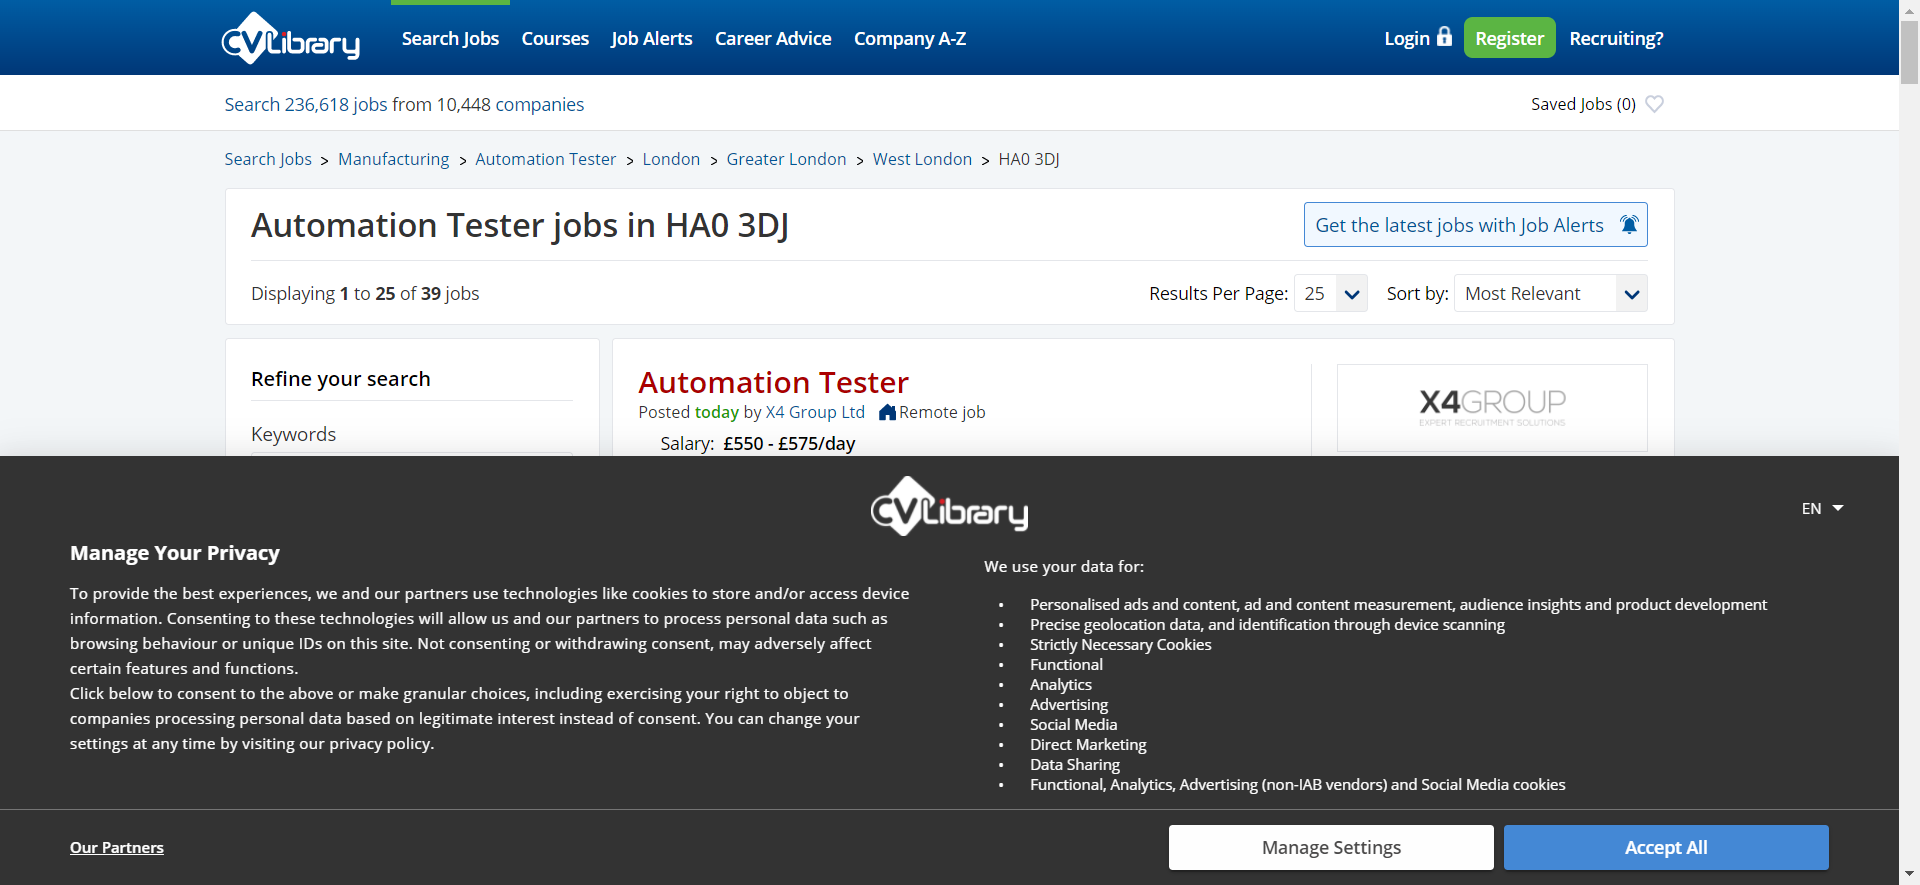 CVLibrary
Search Jobs Courses Job Alerts Career Advice Company A-Z Login Register Recruiting?
Search 236,618 jobs from 10,448 companies Saved Jobs (0)
Search Jobs > Manufacturing > Automation Tester > London > Greater London > West London > HA0 3DJ
Automation Tester jobs in HA0 3DJ Get the latest jobs with Job Alerts
Displaying 1 to 25 of 39 jobs Results Per Page: 25 Sort by: Most Relevant
Refine your search
Keywords
Automation Tester
Posted today by X4 Group Ltd Remote job
Salary: £550 - £575/day
X4GROUP
EXPERT RECRUITMENT SOLUTIONS
CVLibrary
EN
Manage Your Privacy
To provide the best experiences, we and our partners use technologies like cookies to store and/or access device
information. Consenting to these technologies will allow us and our partners to process personal data such as
browsing behaviour or unique IDs on this site. Not consenting or withdrawing consent, may adversely affect
certain features and functions.
Click below to consent to the above or make granular choices, including exercising your right to object to
companies processing personal data based on legitimate interest instead of consent. You can change your
settings at any time by visiting our privacy policy.
We use your data for:
• Personalised ads and content, ad and content measurement, audience insights and product development
• Precise geolocation data, and identification through device scanning
• Strictly Necessary Cookies
• Functional
• Analytics
• Advertising
• Social Media
• Direct Marketing
• Data Sharing
• Functional, Analytics, Advertising (non-IAB vendors) and Social Media cookies
Our Partners Manage Settings Accept All